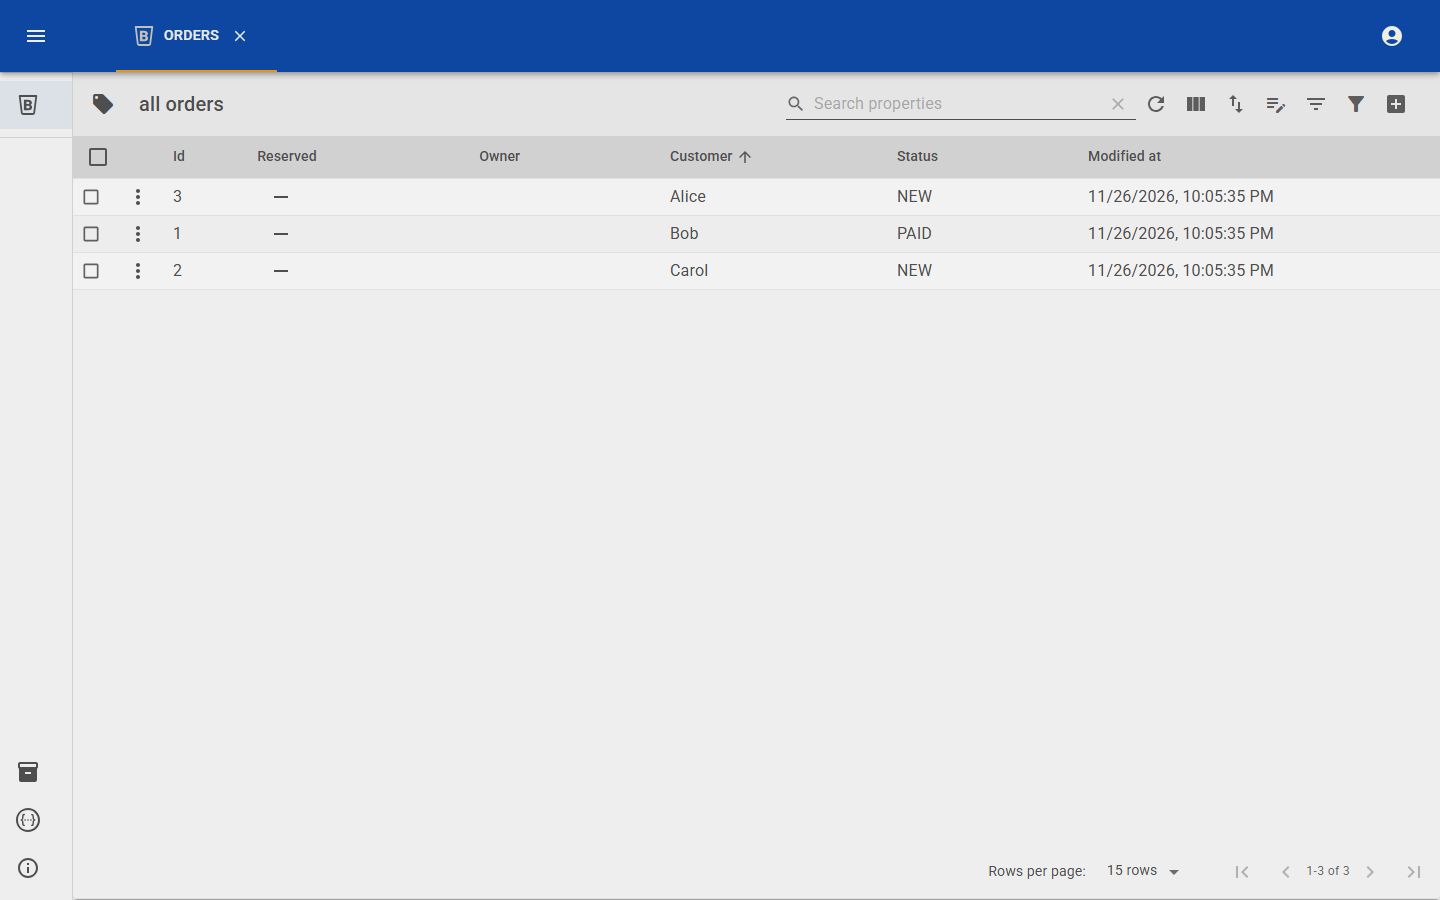 ORDERS
all orders
Search properties
Id Reserved Owner Customer Status Modified at
3 — Alice NEW 11/26/2026, 10:05:35 PM
1 — Bob PAID 11/26/2026, 10:05:35 PM
2 — Carol NEW 11/26/2026, 10:05:35 PM
Rows per page: 15 rows 1-3 of 3